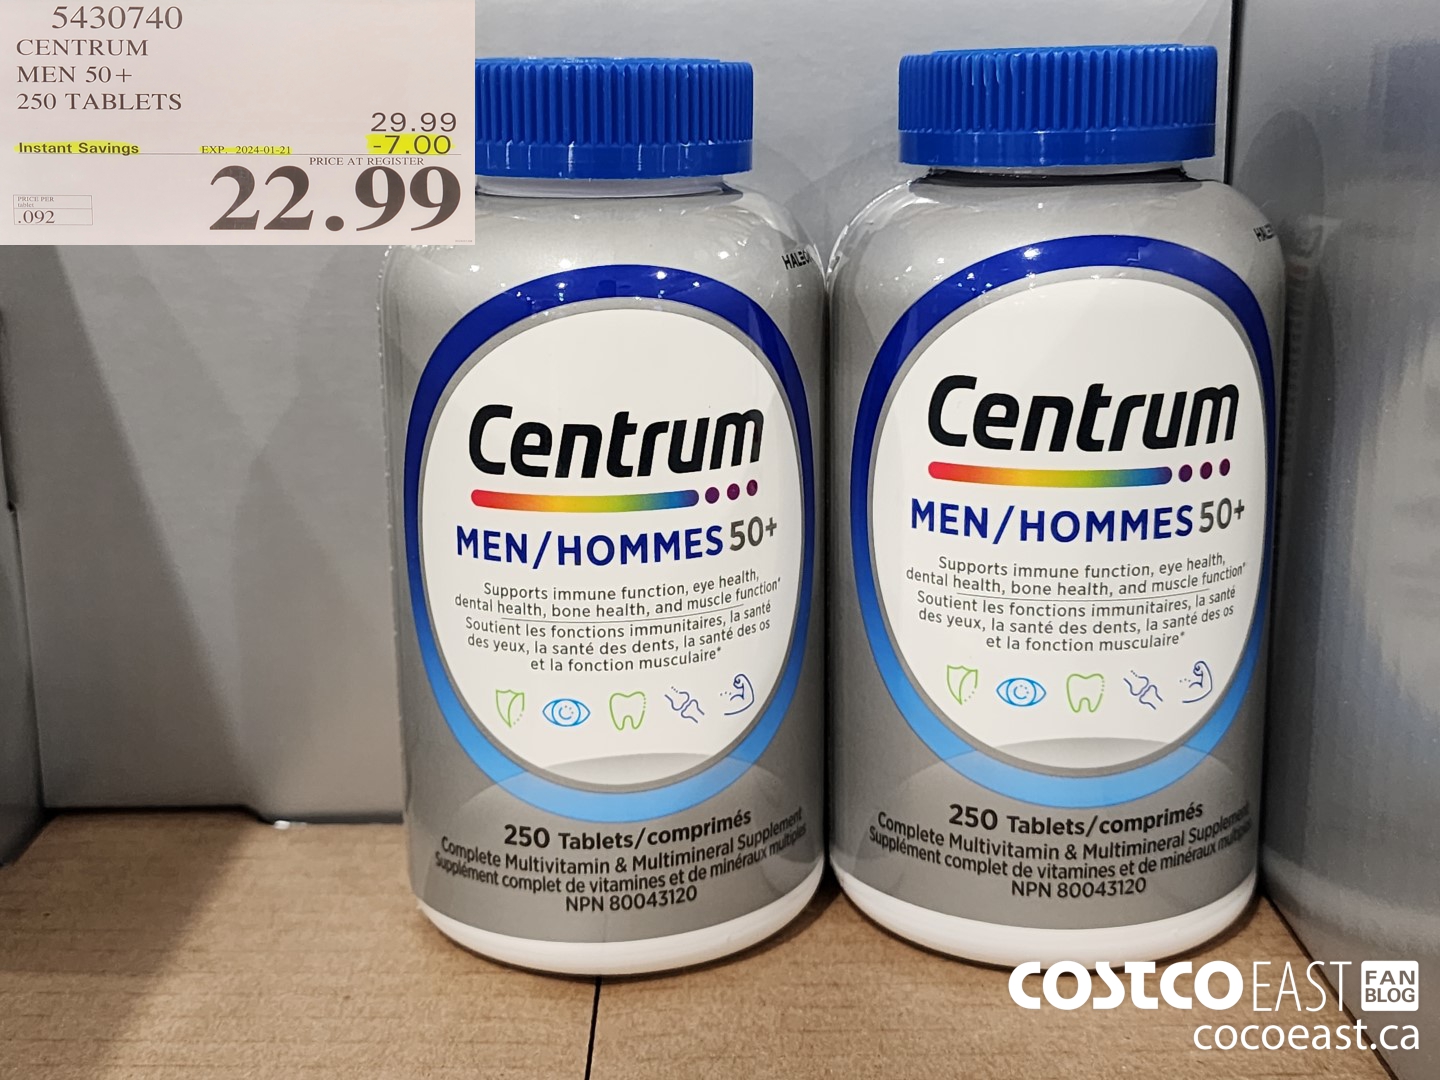 5430740
CENTRUM
MEN 50+
250 TABLETS
29.99
Instant Savings EXP. 2024-01-21 -7.00
PRICE AT REGISTER
22.99
PRICE PER
tablet
.092
HALEON
Centrum
MEN/HOMMES 50+
Supports immune function, eye health,
dental health, bone health, and muscle function*
Soutient les fonctions immunitaires, la santé
des yeux, la santé des dents, la santé des os
et la fonction musculaire*
250 Tablets/comprimés
Complete Multivitamin & Multimineral Supplement
Supplément complet de vitamines et de minéraux multiples
NPN 80043120
Centrum
MEN/HOMMES 50+
Supports immune function, eye health,
dental health, bone health, and muscle function*
Soutient les fonctions immunitaires, la santé
des yeux, la santé des dents, la santé des os
et la fonction musculaire*
250 Tablets/comprimés
Complete Multivitamin & Multimineral Supplement
Supplément complet de vitamines et de minéraux multiples
NPN 80043120
COSTCO EAST FAN BLOG
cocoeast.ca